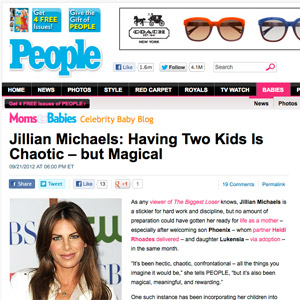 Get
4 FREE
Issues!
Give the
Gift of
PEOPLE
People
COACH
NEW YORK
Like 1.6m
Follow
Follow
NEWS PHOTOS STYLE RED CARPET ROYALS TV WATCH BABIES
Get 4 FREE Issues of PEOPLE!
News Photos
Moms&Babies Celebrity Baby Blog
Jillian Michaels: Having Two Kids Is
Chaotic – but Magical
09/21/2012 AT 06:00 PM ET
Like Send Tweet 19 Comments Permalink
As any viewer of The Biggest Loser knows, Jillian Michaels is
a stickler for hard work and discipline, but no amount of
preparation could have gotten her ready for life as a mother –
especially after welcoming son Phoenix – whom partner Heidi
Rhoades delivered – and daughter Lukensia – via adoption –
in the same month.
"It's been hectic, chaotic, confrontational – all the things you
imagine it would be," she tells PEOPLE, "but it's also been
magical, meaningful, and rewarding."
One such instance has been incorporating her children into
CBS